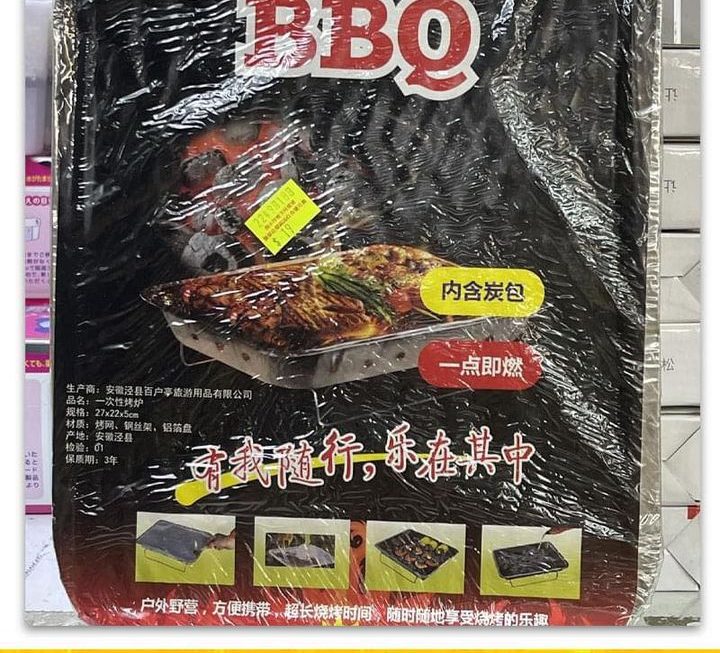 BBQ
22898149
$ 19
内含炭包
一点即燃
生产商：安徽泾县百户亭旅游用品有限公司
品名：一次性烤炉
规格：27x22x5cm
材质：烤网、钢丝架、铝箔盘
产地：安徽泾县
检验：01
保质期：3年
有我随行，乐在其中
户外野营，方便携带，超长烧烤时间，随时随地享受烧烤的乐趣